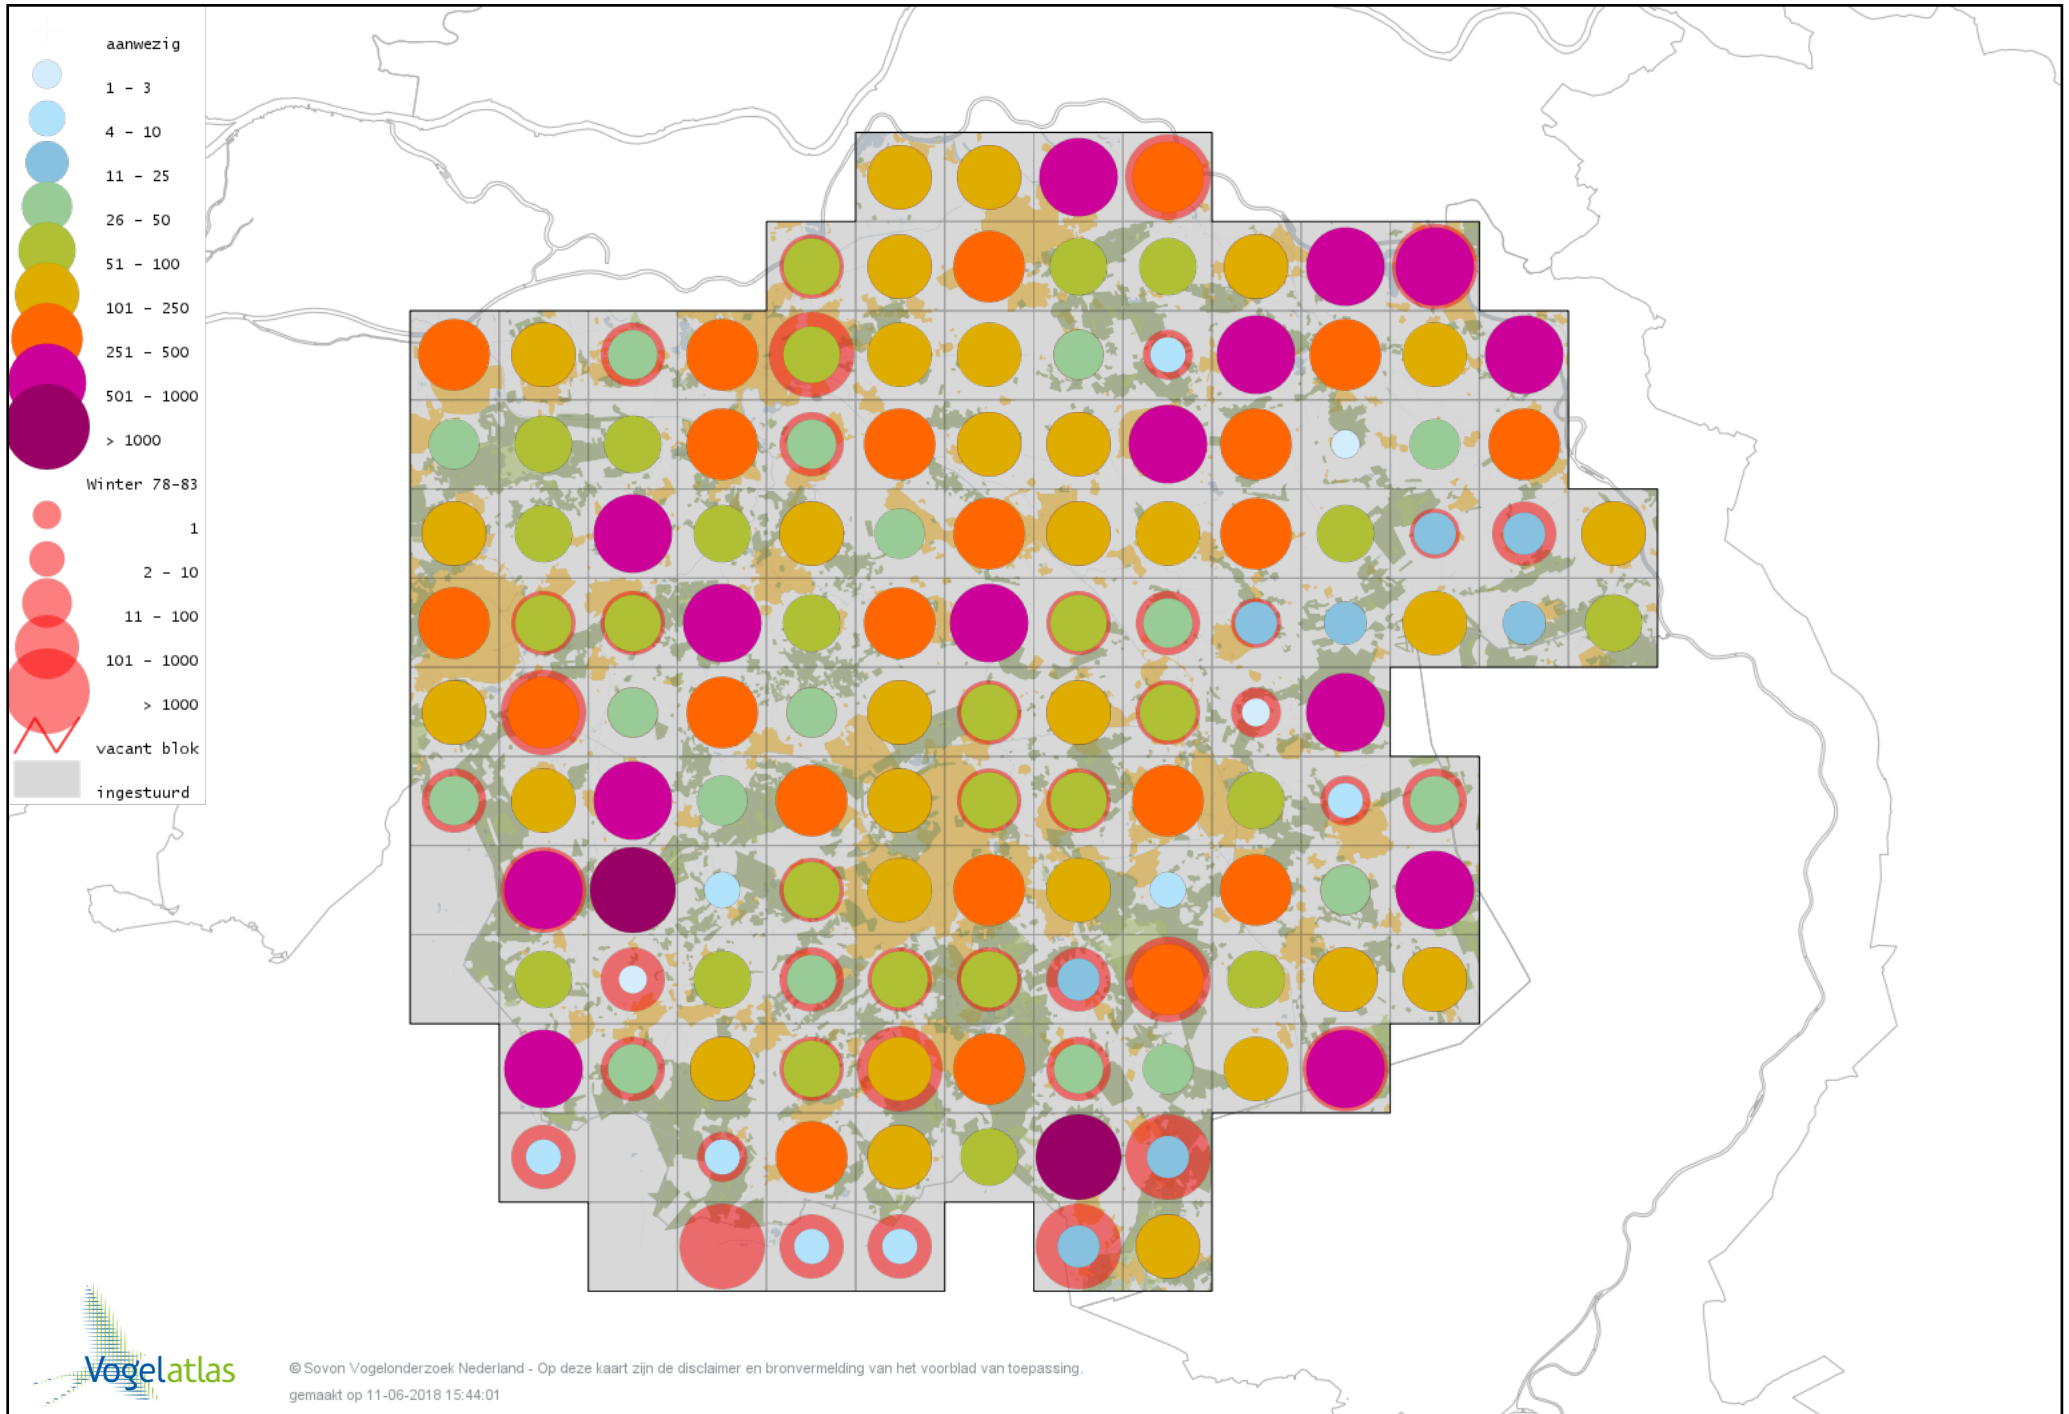 aanwezig
1 - 3
4 - 10
11 - 25
26 - 50
51 - 100
101 - 250
251 - 500
501 - 1000
> 1000
Winter 78-83
1
2 - 10
11 - 100
101 - 1000
> 1000
vacant blok
ingestuurd
Vogelatlas
© Sovon Vogelonderzoek Nederland - Op deze kaart zijn de disclaimer en bronvermelding van het voorblad van toepassing.
gemaakt op 11-06-2018 15:44:01